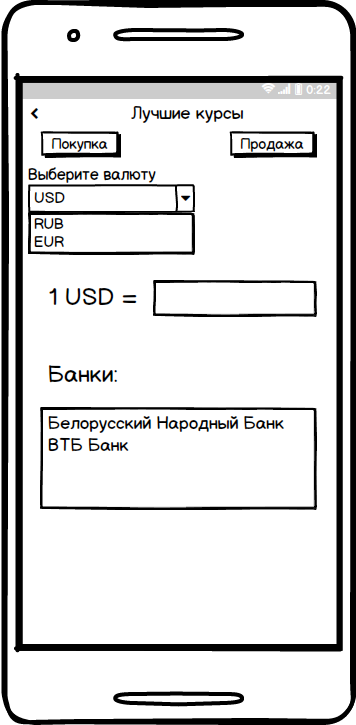 0:22
Лучшие курсы
Покупка
Продажа
Выберите валюту
USD
RUB
EUR
1 USD =
Банки:
Белорусский Народный Банк
ВТБ Банк